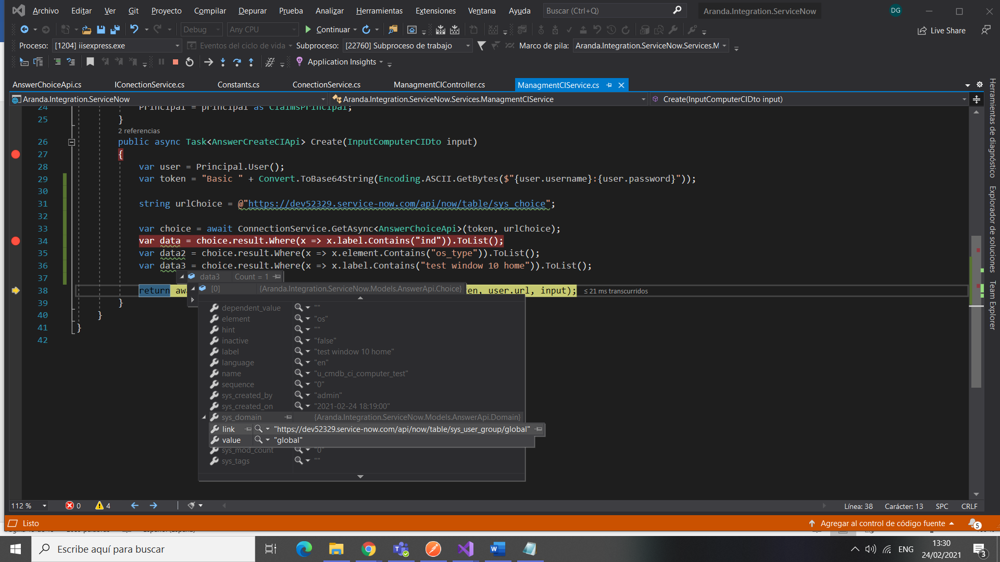 Archivo Editar Ver Git Proyecto Compilar Depurar Prueba Analizar Herramientas Extensiones Ventana Ayuda Buscar (Ctrl+Q) Aranda.Integration.ServiceNow DG
Debug Any CPU Continuar Live Share
Proceso: [1204] iisexpress.exe Eventos del ciclo de vida Subproceso: [22760] Subproceso de trabajo Marco de pila: Aranda.Integration.ServiceNow.Services.M
Application Insights
AnswerChoiceApi.cs IConectionService.cs Constants.cs ConectionService.cs ManagmentCIController.cs ManagmentCIService.cs
Aranda.Integration.ServiceNow Aranda.Integration.ServiceNow.Services.ManagmentCIService Create(InputComputerCIDto input)
24 Principal = principal as ClaimsPrincipal;
25 }
2 referencias
26 public async Task<AnswerCreateCIApi> Create(InputComputerCIDto input)
27 {
28 var user = Principal.User();
29 var token = "Basic " + Convert.ToBase64String(Encoding.ASCII.GetBytes($"{user.username}:{user.password}"));
30
31 string urlChoice = @"https://dev52329.service-now.com/api/now/table/sys_choice";
32
33 var choice = await ConnectionService.GetAsync<AnswerChoiceApi>(token, urlChoice);
34 var data = choice.result.Where(x => x.label.Contains("ind")).ToList();
35 var data2 = choice.result.Where(x => x.element.Contains("os_type")).ToList();
36 var data3 = choice.result.Where(x => x.label.Contains("test window 10 home")).ToList();
37 data3 Count = 1
38 return aw [0] {Aranda.Integration.ServiceNow.Models.AnswerApi.Choice} en, user.url, input); ≤ 21 ms transcurridos
39 }
40 }
41 }
42
dependent_value ""
element "os"
hint ""
inactive "false"
label "test window 10 home"
language "en"
name "u_cmdb_ci_computer_test"
sequence "0"
sys_created_by "admin"
sys_created_on "2021-02-24 18:19:00"
sys_domain {Aranda.Integration.ServiceNow.Models.AnswerApi.Domain}
link "https://dev52329.service-now.com/api/now/table/sys_user_group/global"
value "global"
sys_mod_count "0"
sys_tags ""
Herramientas de diagnóstico
Explorador de soluciones
Team Explorer
112 % 0 4 Línea: 38 Carácter: 13 SPC CRLF
Listo Agregar al control de código fuente 5
Escribe aquí para buscar ENG 13:30
24/02/2021 3